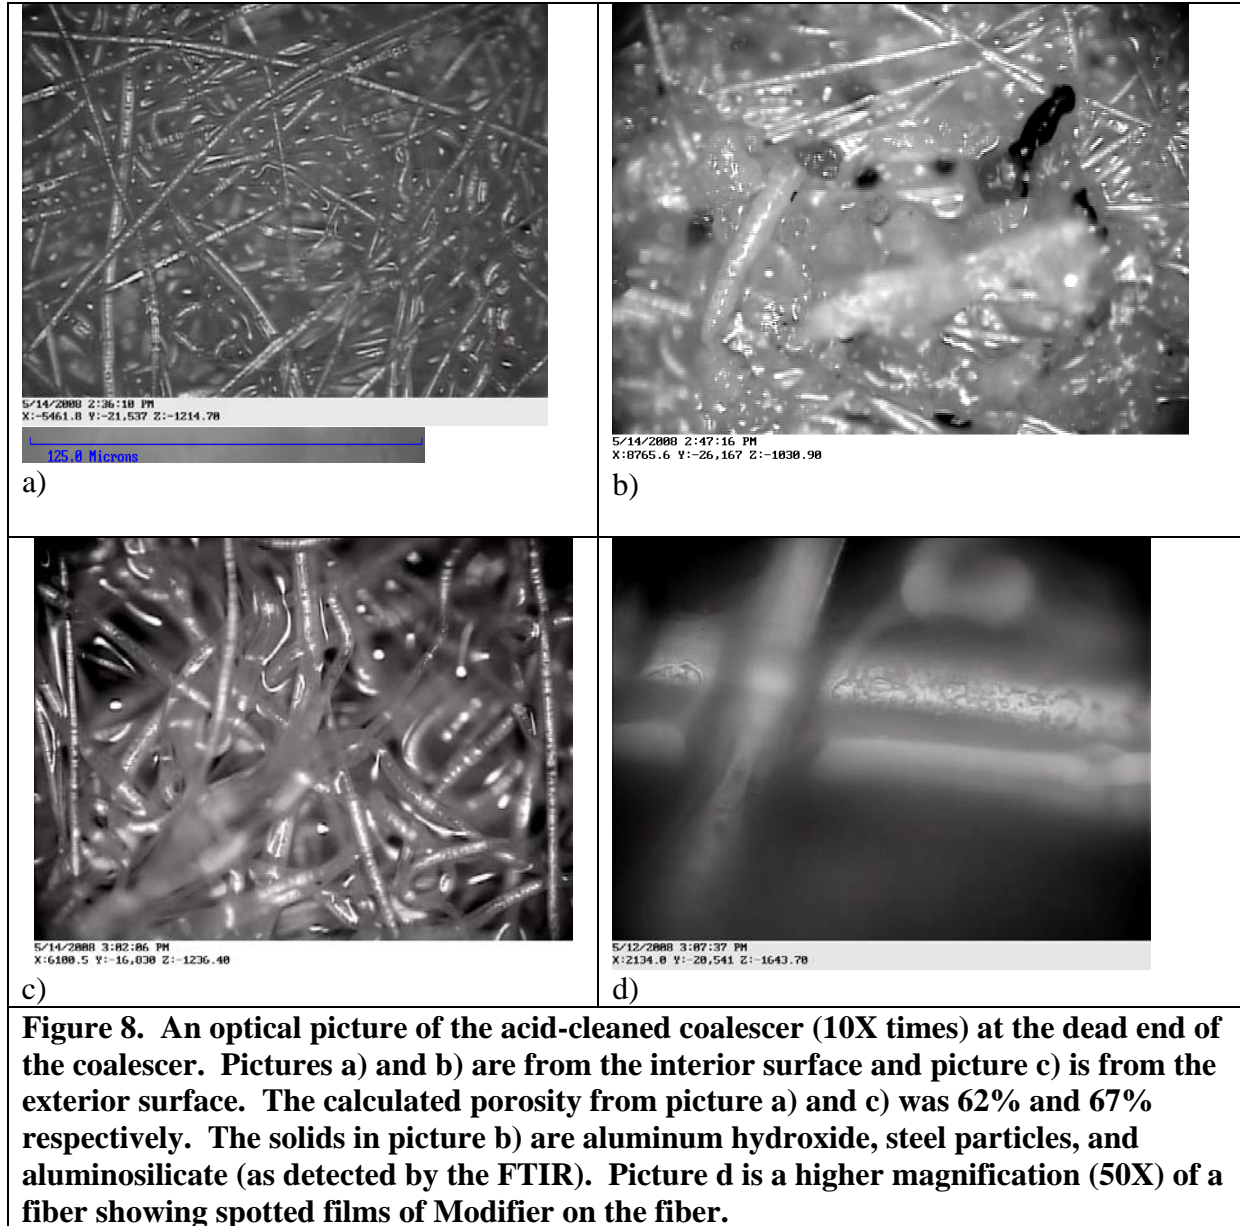 5/14/2008 2:36:10 PM
X:-5461.8 Y:-21,537 Z:-1214.70
125.0 Microns
a)
5/14/2008 2:47:16 PM
X:8765.6 Y:-26,167 Z:-1030.90
b)
5/14/2008 3:02:06 PM
X:6100.5 Y:-16,830 Z:-1236.40
c)
5/12/2008 3:07:37 PM
X:2134.0 Y:-20,541 Z:-1643.70
d)
Figure 8. An optical picture of the acid-cleaned coalescer (10X times) at the dead end of
the coalescer. Pictures a) and b) are from the interior surface and picture c) is from the
exterior surface. The calculated porosity from picture a) and c) was 62% and 67%
respectively. The solids in picture b) are aluminum hydroxide, steel particles, and
aluminosilicate (as detected by the FTIR). Picture d is a higher magnification (50X) of a
fiber showing spotted films of Modifier on the fiber.